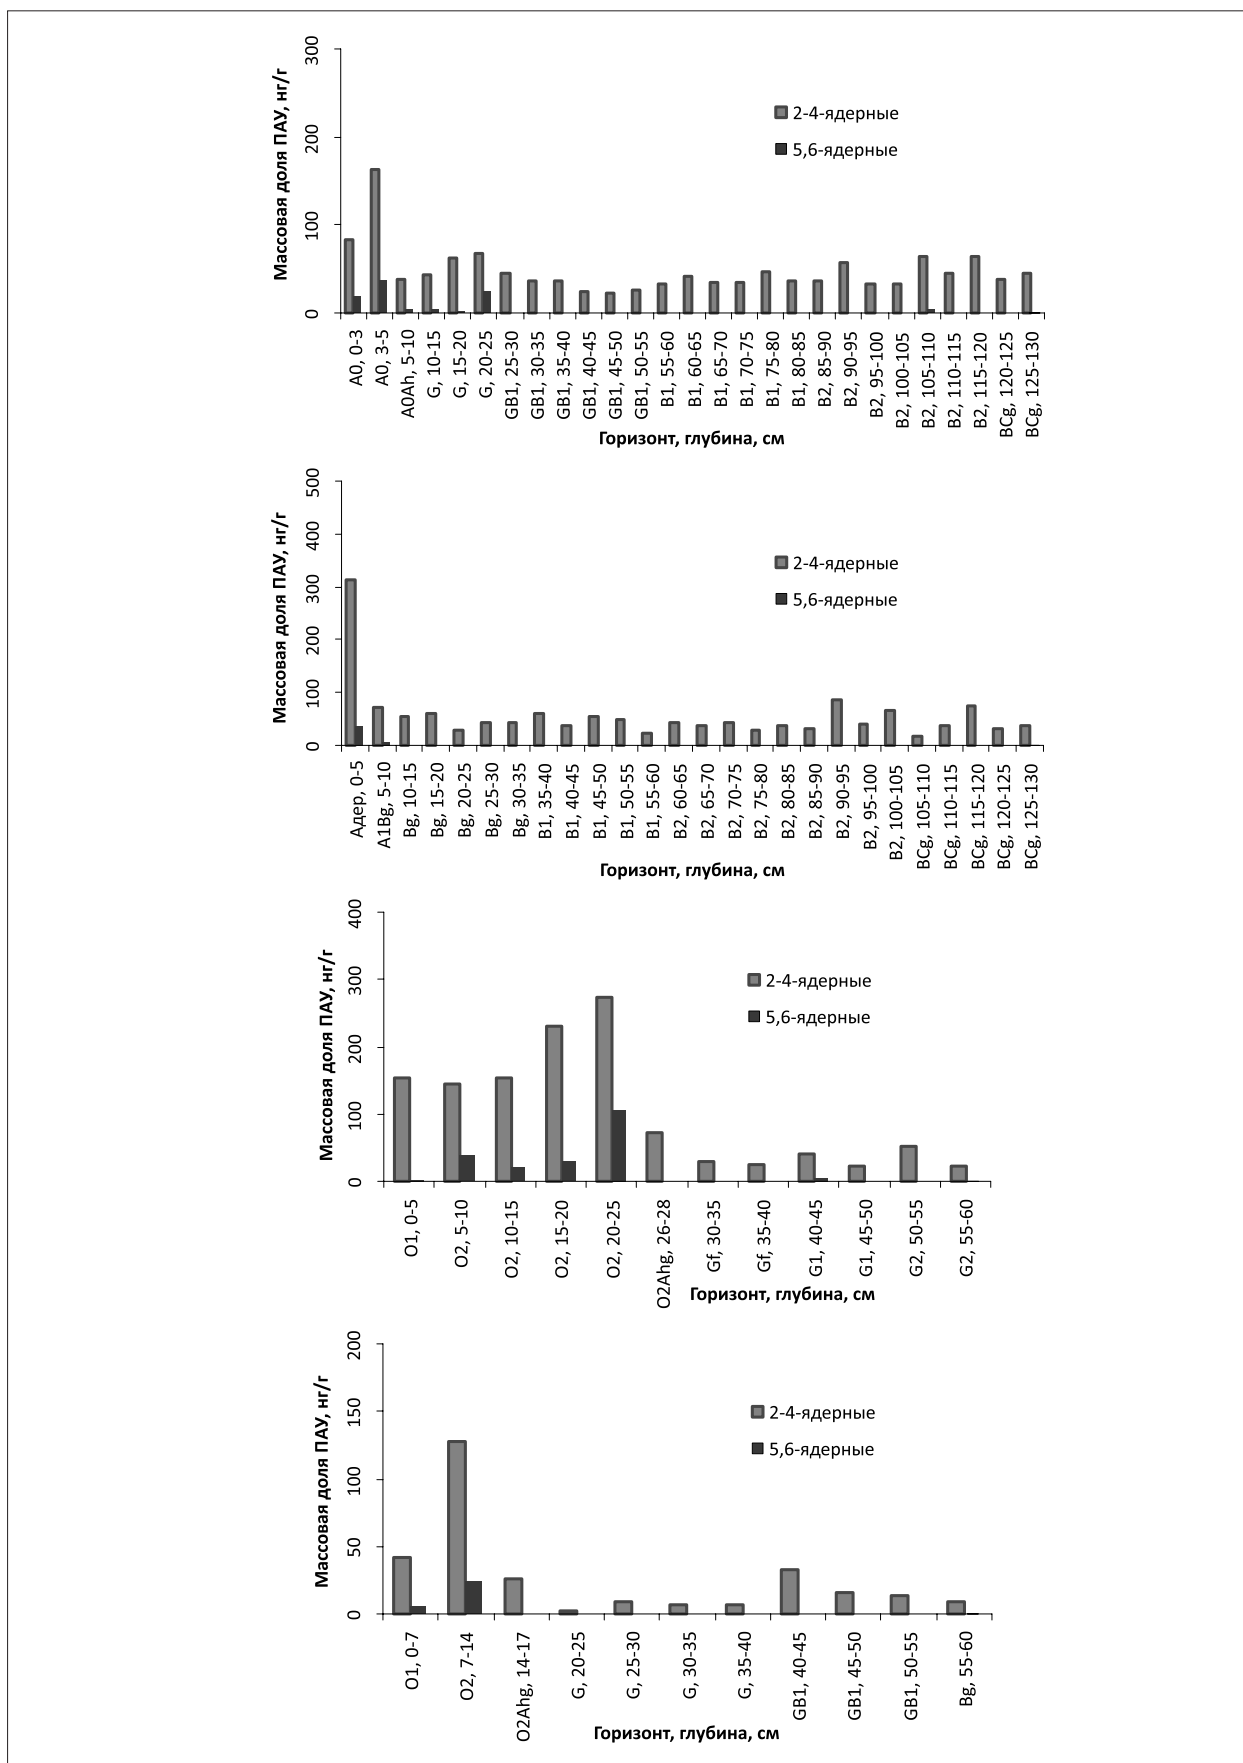 Массовая доля ПАУ, нг/г
300
200
100
0
2-4-ядерные
5,6-ядерные
A0, 0-3
A0, 3-5
A0Ah, 5-10
G, 10-15
G, 15-20
G, 20-25
GB1, 25-30
GB1, 30-35
GB1, 35-40
GB1, 40-45
GB1, 45-50
GB1, 50-55
B1, 55-60
B1, 60-65
B1, 65-70
B1, 70-75
B1, 75-80
B1, 80-85
B2, 85-90
B2, 90-95
B2, 95-100
B2, 100-105
B2, 105-110
B2, 110-115
B2, 115-120
BCg, 120-125
BCg, 125-130
Горизонт, глубина, см
Массовая доля ПАУ, нг/г
500
400
300
200
100
0
2-4-ядерные
5,6-ядерные
Адер, 0-5
A1Bg, 5-10
Bg, 10-15
Bg, 15-20
Bg, 20-25
Bg, 25-30
Bg, 30-35
B1, 35-40
B1, 40-45
B1, 45-50
B1, 50-55
B1, 55-60
B2, 60-65
B2, 65-70
B2, 70-75
B2, 75-80
B2, 80-85
B2, 85-90
B2, 90-95
B2, 95-100
B2, 100-105
BCg, 105-110
BCg, 110-115
BCg, 115-120
BCg, 120-125
BCg, 125-130
Горизонт, глубина, см
Массовая доля ПАУ, нг/г
400
300
200
100
0
2-4-ядерные
5,6-ядерные
O1, 0-5
O2, 5-10
O2, 10-15
O2, 15-20
O2, 20-25
O2Ahg, 26-28
Gf, 30-35
Gf, 35-40
G1, 40-45
G1, 45-50
G2, 50-55
G2, 55-60
Горизонт, глубина, см
Массовая доля ПАУ, нг/г
200
150
100
50
0
2-4-ядерные
5,6-ядерные
O1, 0-7
O2, 7-14
O2Ahg, 14-17
G, 20-25
G, 25-30
G, 30-35
G, 35-40
GB1, 40-45
GB1, 45-50
GB1, 50-55
Bg, 55-60
Горизонт, глубина, см